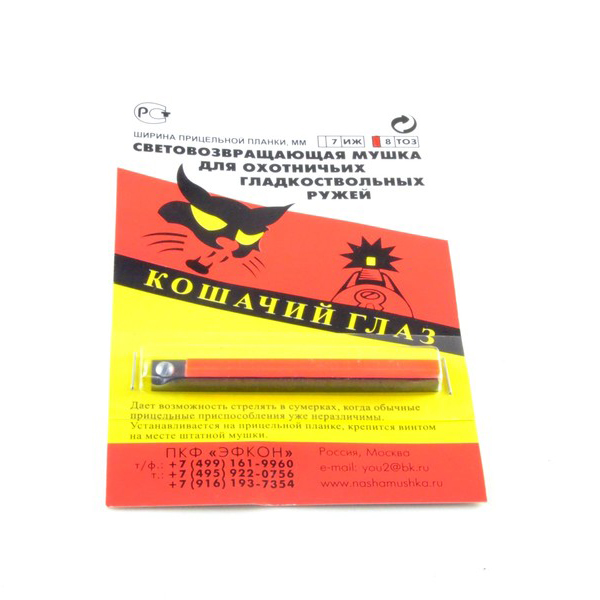 РС
ШИРИНА ПРИЦЕЛЬНОЙ ПЛАНКИ, ММ 7 ИЖ 8 ТОЗ
СВЕТОВОЗВРАЩАЮЩАЯ МУШКА
ДЛЯ ОХОТНИЧЬИХ
ГЛАДКОСТВОЛЬНЫХ
РУЖЕЙ
КОШАЧИЙ ГЛАЗ
Дает возможность стрелять в сумерках, когда обычные
прицельные приспособления уже неразличимы.
Устанавливается на прицельной планке, крепится винтом
на месте штатной мушки.
ПКФ «ЭФКОН» Россия, Москва
т/ф.: +7 (499) 161-9960 e-mail: you2@bk.ru
т.: +7 (495) 922-0756
+7 (916) 193-7354 www.nashamushka.ru